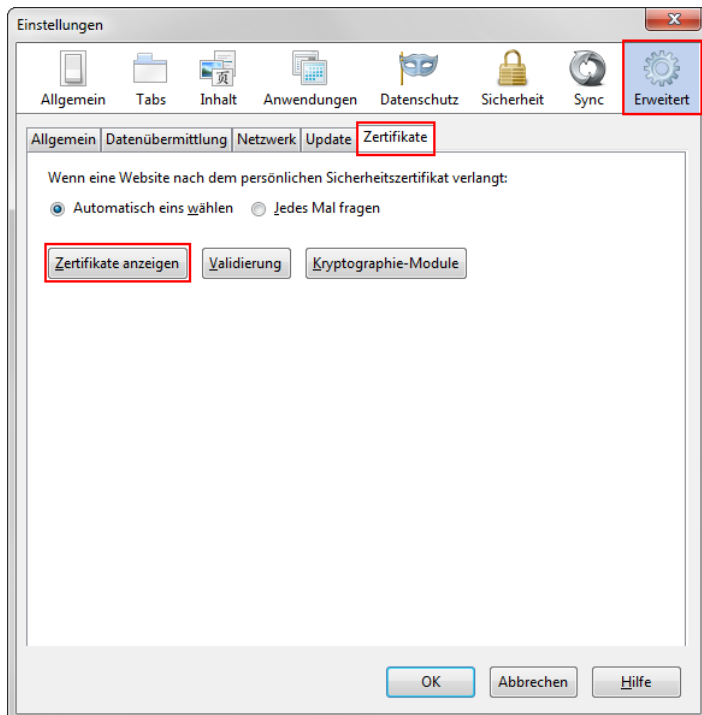 Einstellungen
Allgemein Tabs Inhalt Anwendungen Datenschutz Sicherheit Sync Erweitert
Allgemein Datenübermittlung Netzwerk Update Zertifikate
Wenn eine Website nach dem persönlichen Sicherheitszertifikat verlangt:
Automatisch eins wählen Jedes Mal fragen
Zertifikate anzeigen Validierung Kryptographie-Module
OK Abbrechen Hilfe